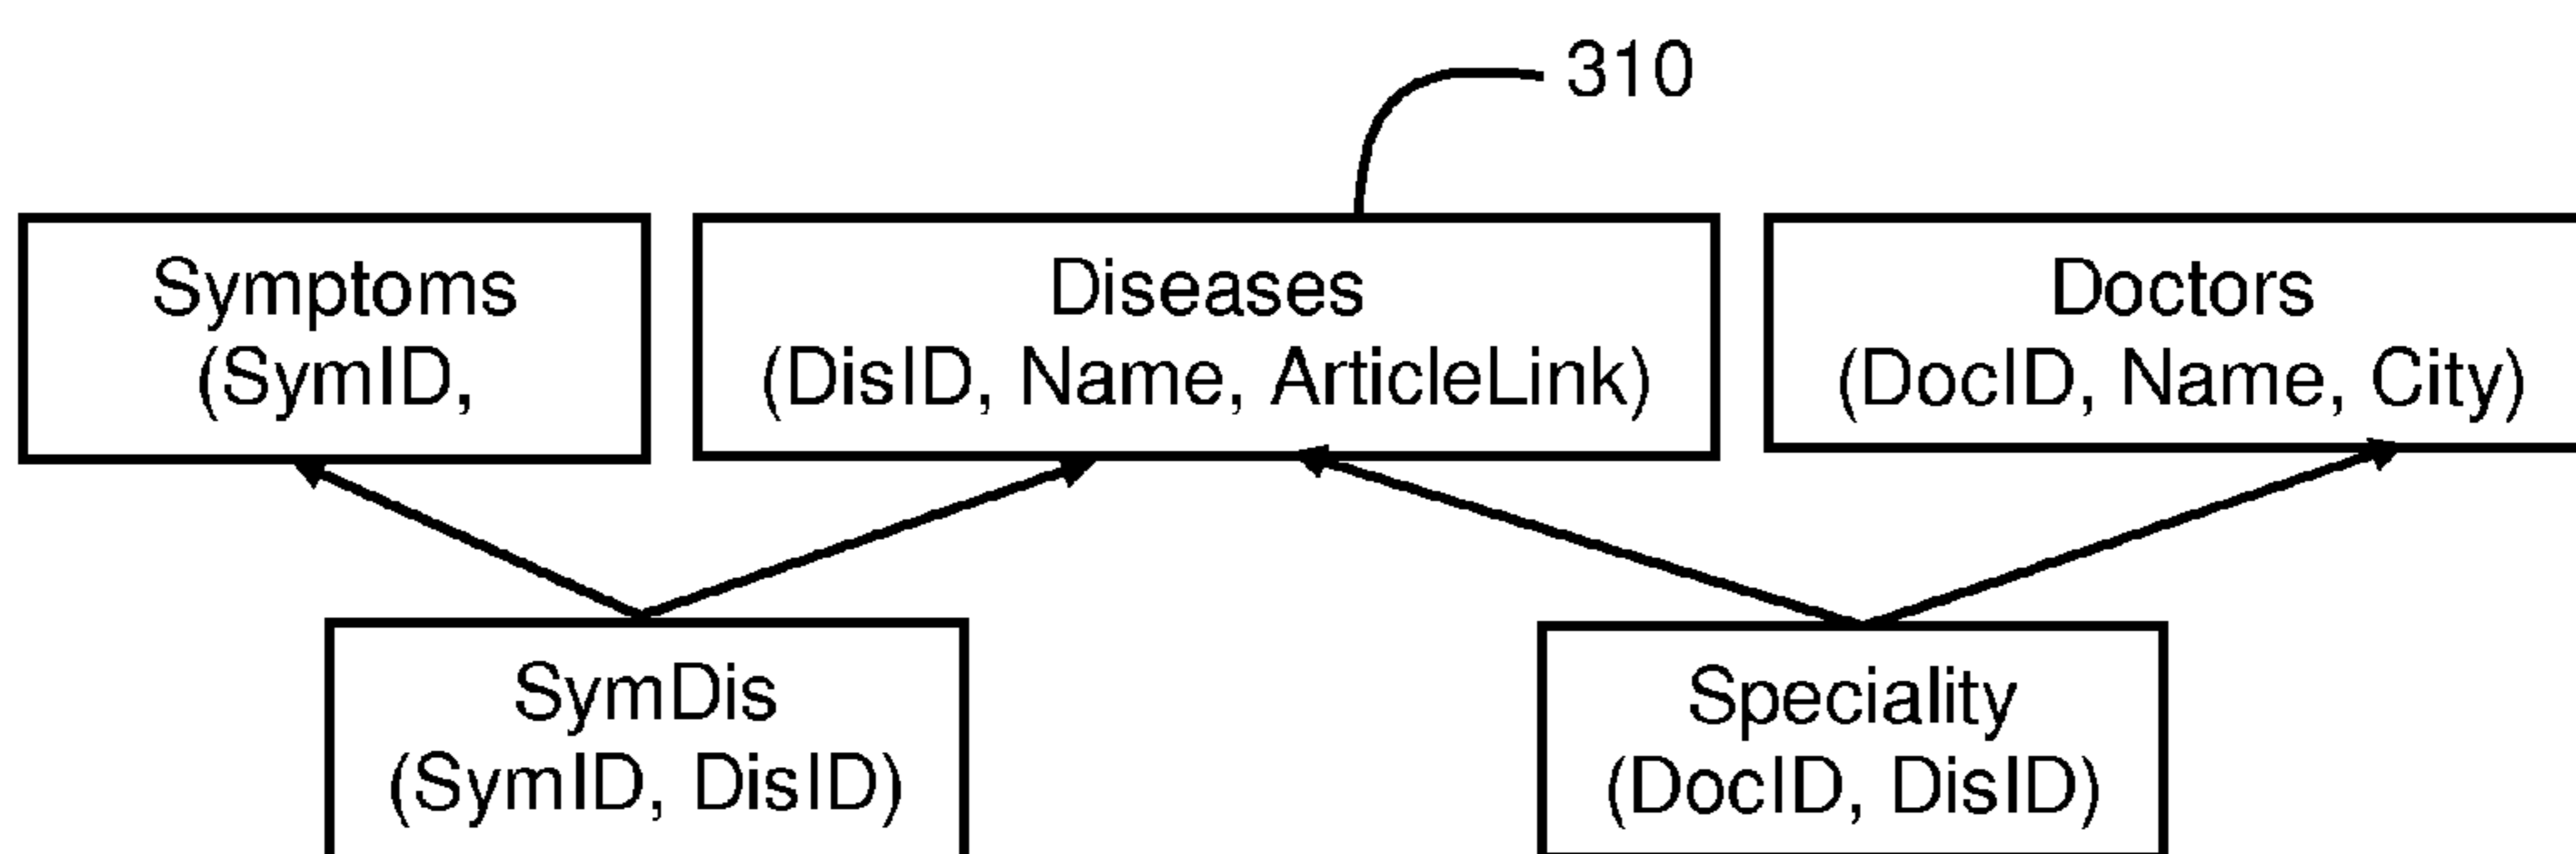 310
Symptoms
(SymID,
Diseases
(DisID, Name, ArticleLink)
Doctors
(DocID, Name, City)
SymDis
(SymID, DisID)
Speciality
(DocID, DisID)